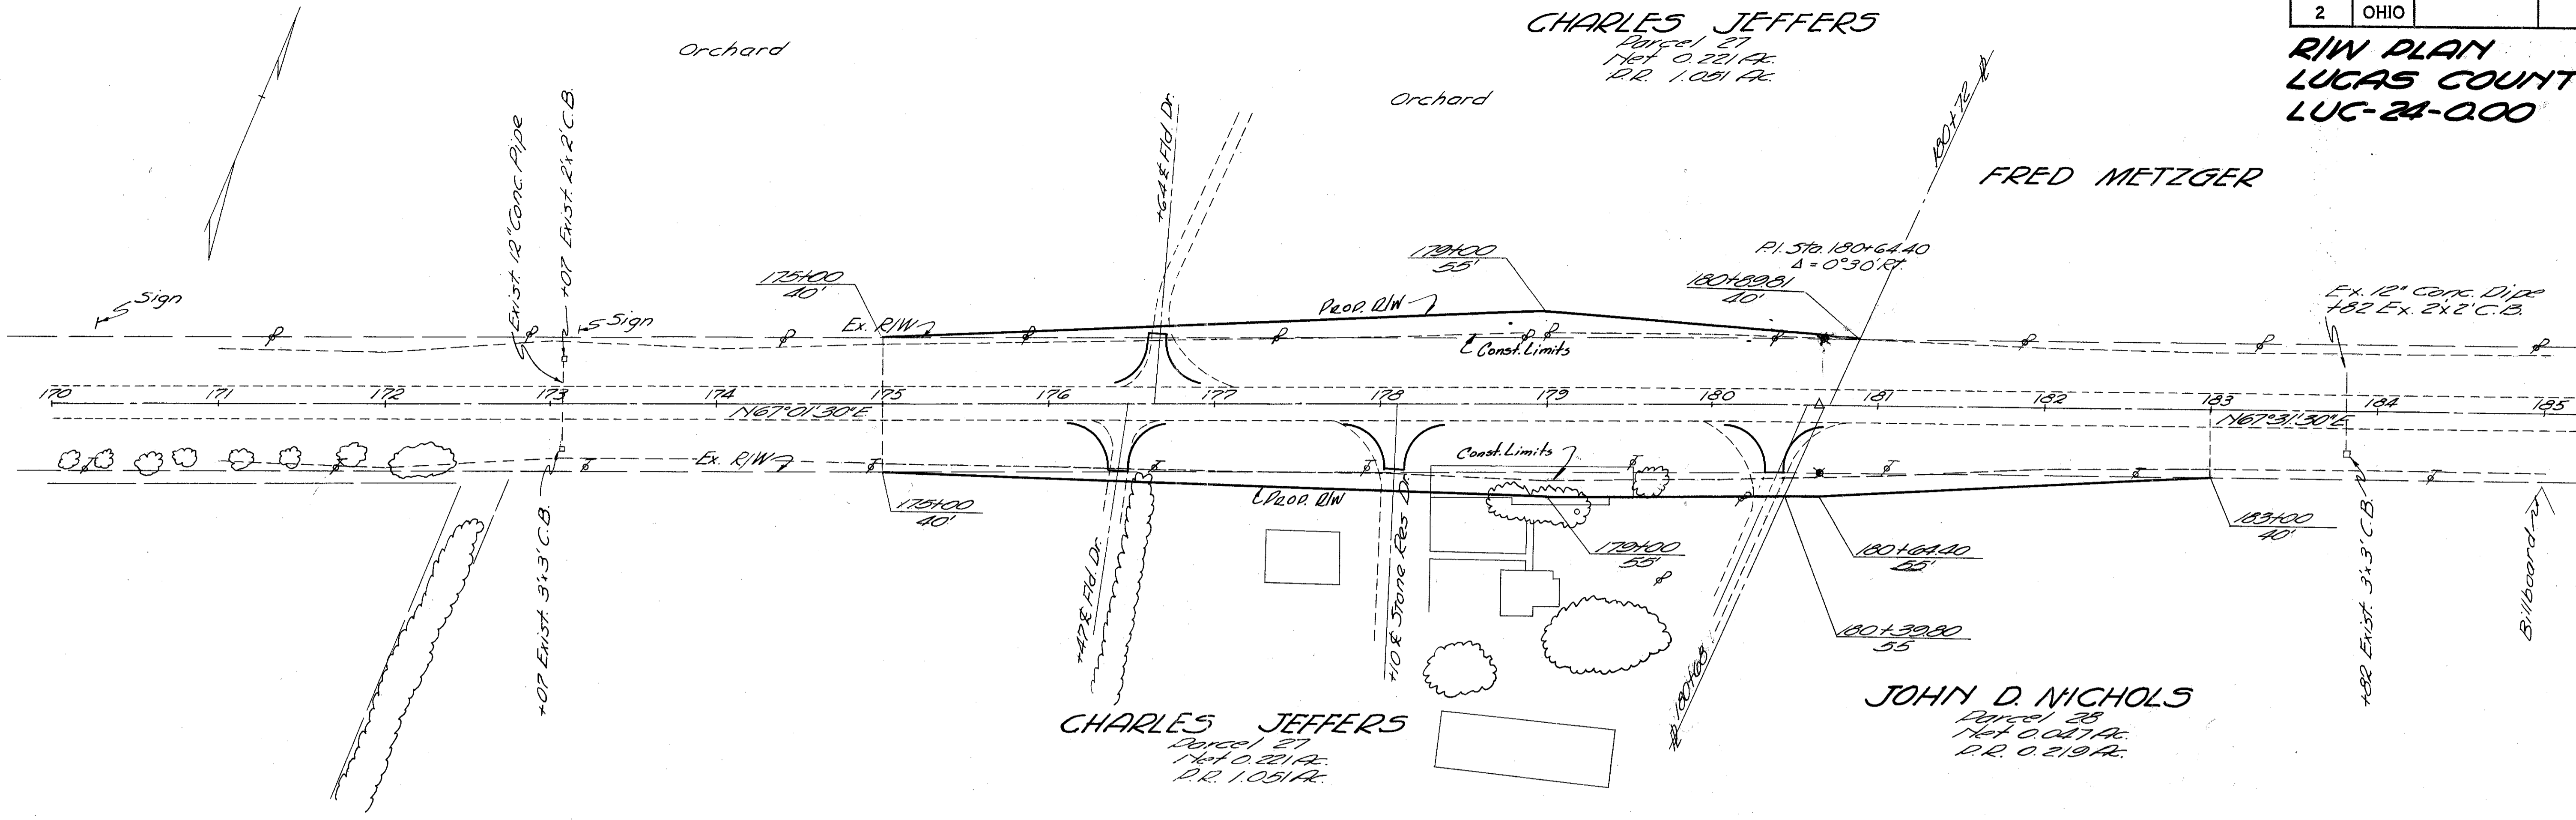 2 OHIO
R/W PLAN
LUCAS COUNT
LUC-24-0.00
CHARLES JEFFERS
Parcel 27
Net 0.221 Ac.
P.R. 1.051 Ac.
Orchard
Orchard
FRED METZGER
180+72
Exist. 12" Conc. Pipe
+07 Exist. 2'x2' C.B.
+64 ℄ Fld. Dr.
Sign
Sign
175+00
40'
Ex. R/W
Prop. R/W
179+00
55'
P.I. Sta. 180+64.40
Δ = 0°30' Rt.
180+89.81
40'
Ex. 12" Conc. Pipe
+82 Ex. 2'x2' C.B.
Const. Limits
170 171 172 173 174 175 176 177 178 179 180 181 182 183 184 185
N67°01'30"E
N67°31'30"E
Ex. R/W
Const. Limits
Prop. R/W
175+00
40'
179+00
55'
180+64.40
55'
180+39.80
55
183+00
40'
+07 Exist. 3'x3' C.B.
+47 ℄ Fld. Dr.
+10 ℄ Stone Res. Dr.
180+68
+82 Exist. 3'x3' C.B.
Billboard
CHARLES JEFFERS
Parcel 27
Net 0.221 Ac.
P.R. 1.051 Ac.
JOHN D. NICHOLS
Parcel 28
Net 0.047 Ac.
P.R. 0.219 Ac.